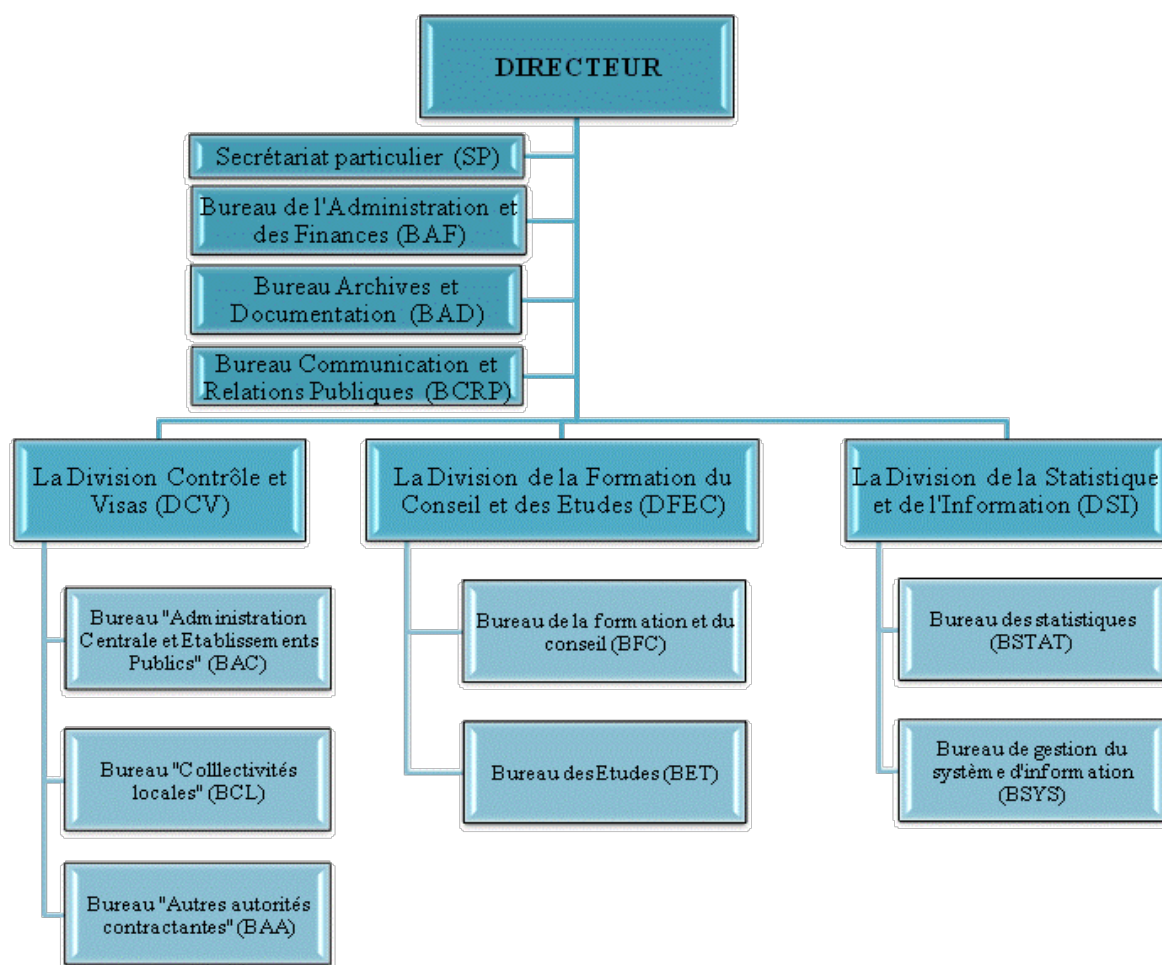 DIRECTEUR
Secrétariat particulier (SP)
Bureau de l'Administration et
des Finances (BAF)
Bureau Archives et
Documentation (BAD)
Bureau Communication et
Relations Publiques (BCRP)
La Division Contrôle et
Visas (DCV)
La Division de la Formation du
Conseil et des Etudes (DFEC)
La Division de la Statistique
et de l'Information (DSI)
Bureau "Administration
Centrale et Etablissements
Publics" (BAC)
Bureau "Colllectivités
locales" (BCL)
Bureau "Autres autorités
contractantes" (BAA)
Bureau de la formation et du
conseil (BFC)
Bureau des Etudes (BET)
Bureau des statistiques
(BSTAT)
Bureau de gestion du
système d'information
(BSYS)